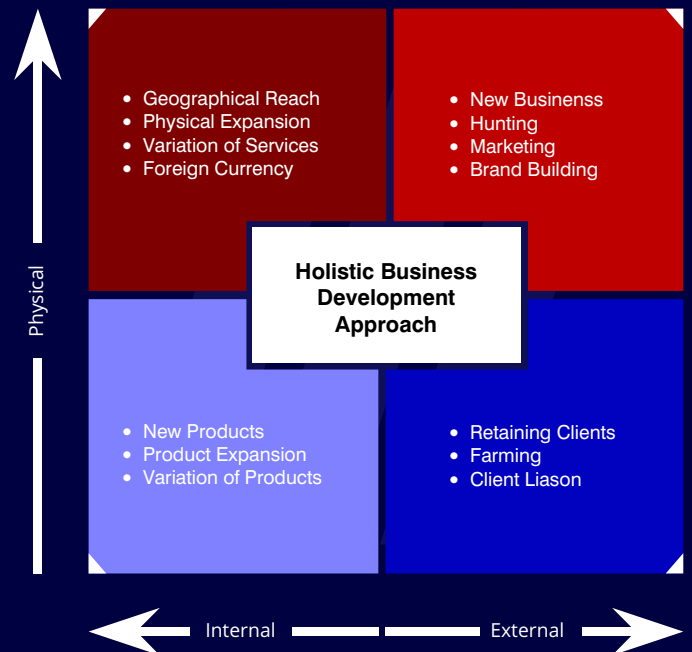 Geographical Reach
Physical Expansion
Variation of Services
Foreign Currency
New Businenss
Hunting
Marketing
Brand Building
Physical
Holistic Business
Development
Approach
New Products
Product Expansion
Variation of Products
Retaining Clients
Farming
Client Liason
Internal
External